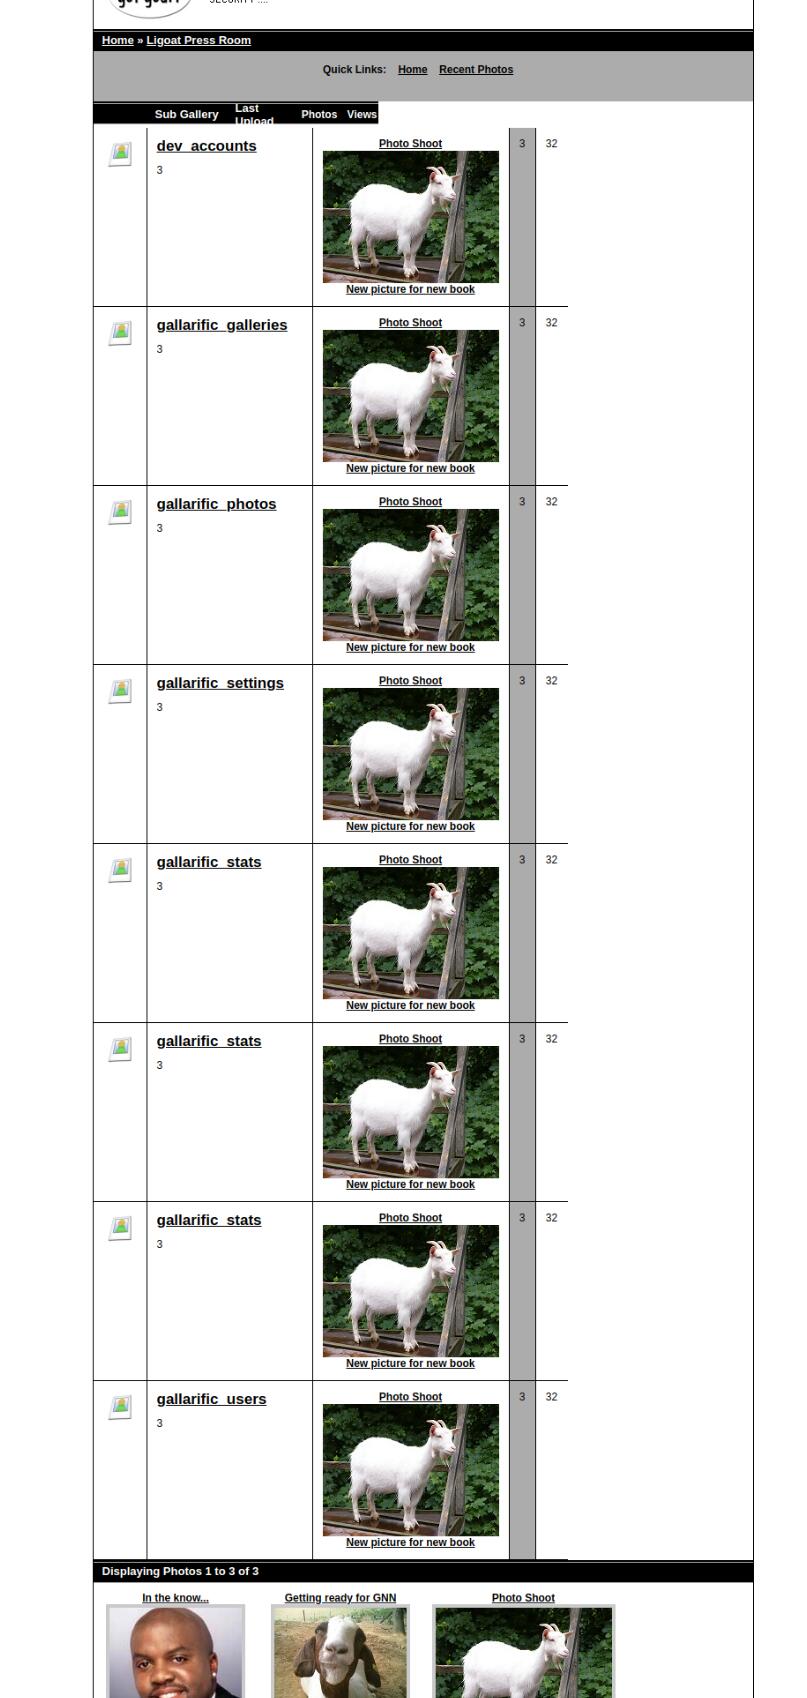 got goat?
SECURITY ....
Home » Ligoat Press Room
Quick Links: Home Recent Photos
Sub Gallery Last Upload Photos Views
dev_accounts
3
Photo Shoot
New picture for new book
3 32
gallarific_galleries
3
Photo Shoot
New picture for new book
3 32
gallarific_photos
3
Photo Shoot
New picture for new book
3 32
gallarific_settings
3
Photo Shoot
New picture for new book
3 32
gallarific_stats
3
Photo Shoot
New picture for new book
3 32
gallarific_stats
3
Photo Shoot
New picture for new book
3 32
gallarific_stats
3
Photo Shoot
New picture for new book
3 32
gallarific_users
3
Photo Shoot
New picture for new book
3 32
Displaying Photos 1 to 3 of 3
In the know... Getting ready for GNN Photo Shoot